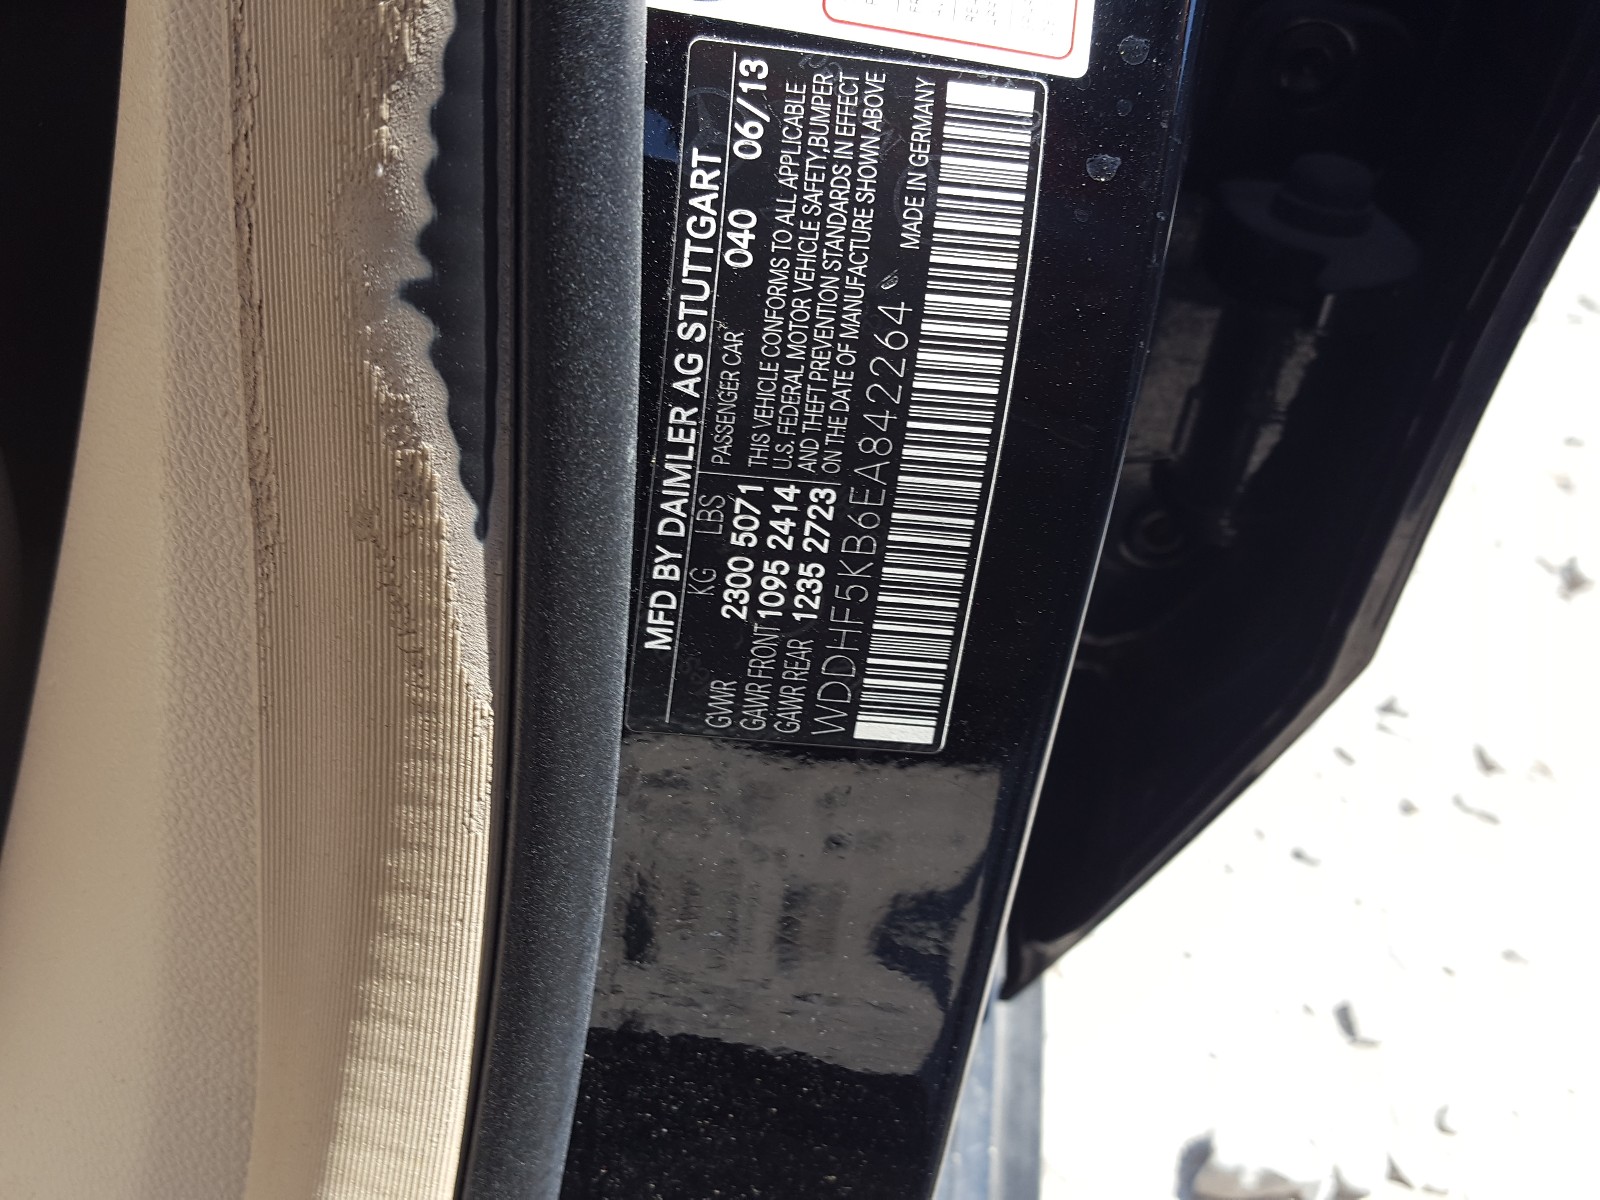 MFD BY DAIMLER AG STUTTGART
KG LBS PASSENGER CAR 040 06/13
GVWR 2300 5071 THIS VEHICLE CONFORMS TO ALL APPLICABLE
GAWR FRONT 1095 2414 U.S. FEDERAL MOTOR VEHICLE SAFETY,BUMPER
GAWR REAR 1235 2723 AND THEFT PREVENTION STANDARDS IN EFFECT
ON THE DATE OF MANUFACTURE SHOWN ABOVE
WDDHF5KB6EA842264 MADE IN GERMANY